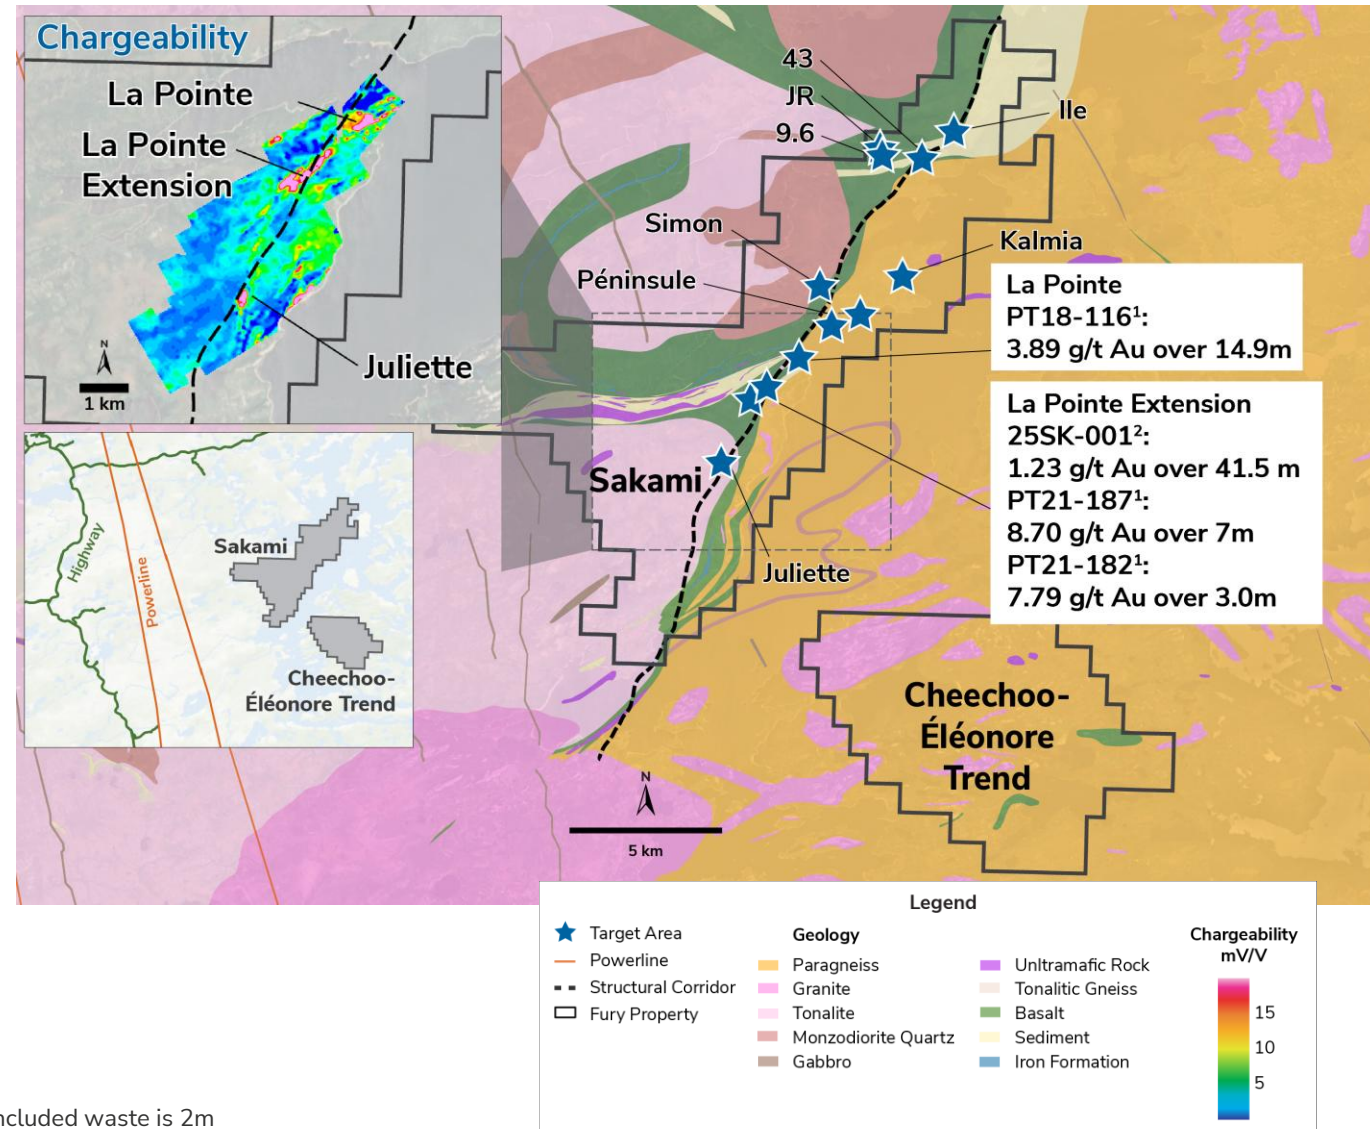 Chargeability
La Pointe
La Pointe
Extension
Juliette
N
1 km
43
JR
9.6
Ile
Simon
Kalmia
Péninsule
La Pointe
PT18-116¹:
3.89 g/t Au over 14.9m
La Pointe Extension
25SK-001²:
1.23 g/t Au over 41.5 m
PT21-187¹:
8.70 g/t Au over 7m
PT21-182¹:
7.79 g/t Au over 3.0m
Sakami
Juliette
Highway
Powerline
Sakami
Cheechoo-
Éléonore Trend
Cheechoo-
Éléonore
Trend
N
5 km
Legend
Target Area
Powerline
Structural Corridor
Fury Property
Geology
Paragneiss
Granite
Tonalite
Monzodiorite Quartz
Gabbro
Unltramafic Rock
Tonalitic Gneiss
Basalt
Sediment
Iron Formation
Chargeability
mV/V
15
10
5
ncluded waste is 2m